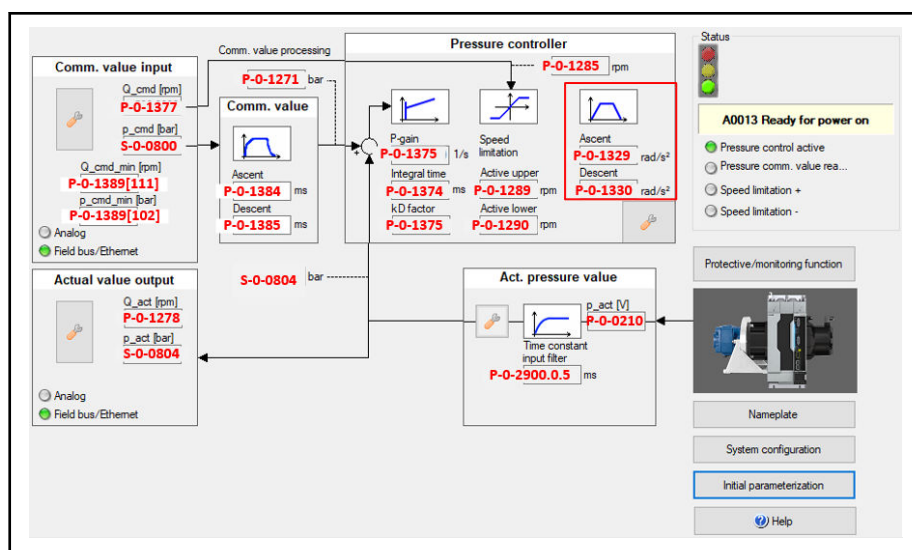 Comm. value processing
Pressure controller
Status
Comm. value input
Q_cmd [rpm]
P-0-1377
p_cmd [bar]
S-0-0800
Q_cmd_min [rpm]
P-0-1389[111]
p_cmd_min [bar]
P-0-1389[102]
Analog
Field bus/Ethernet
P-0-1271 bar
Comm. value
Ascent
P-0-1384 ms
Descent
P-0-1385 ms
P-0-1285 rpm
+
-
P-gain
P-0-1375 1/s
Integral time
P-0-1374 ms
kD factor
P-0-1375
Speed
limitation
Active upper
P-0-1289 rpm
Active lower
P-0-1290 rpm
Ascent
P-0-1329 rad/s²
Descent
P-0-1330 rad/s²
A0013 Ready for power on
Pressure control active
Pressure comm. value rea...
Speed limitation +
Speed limitation -
Actual value output
Q_act [rpm]
P-0-1278
p_act [bar]
S-0-0804
Analog
Field bus/Ethernet
S-0-0804 bar
Act. pressure value
p_act [V]
P-0-0210
Time constant
input filter
P-0-2900.0.5 ms
Protective/monitoring function
Nameplate
System configuration
Initial parameterization
? Help